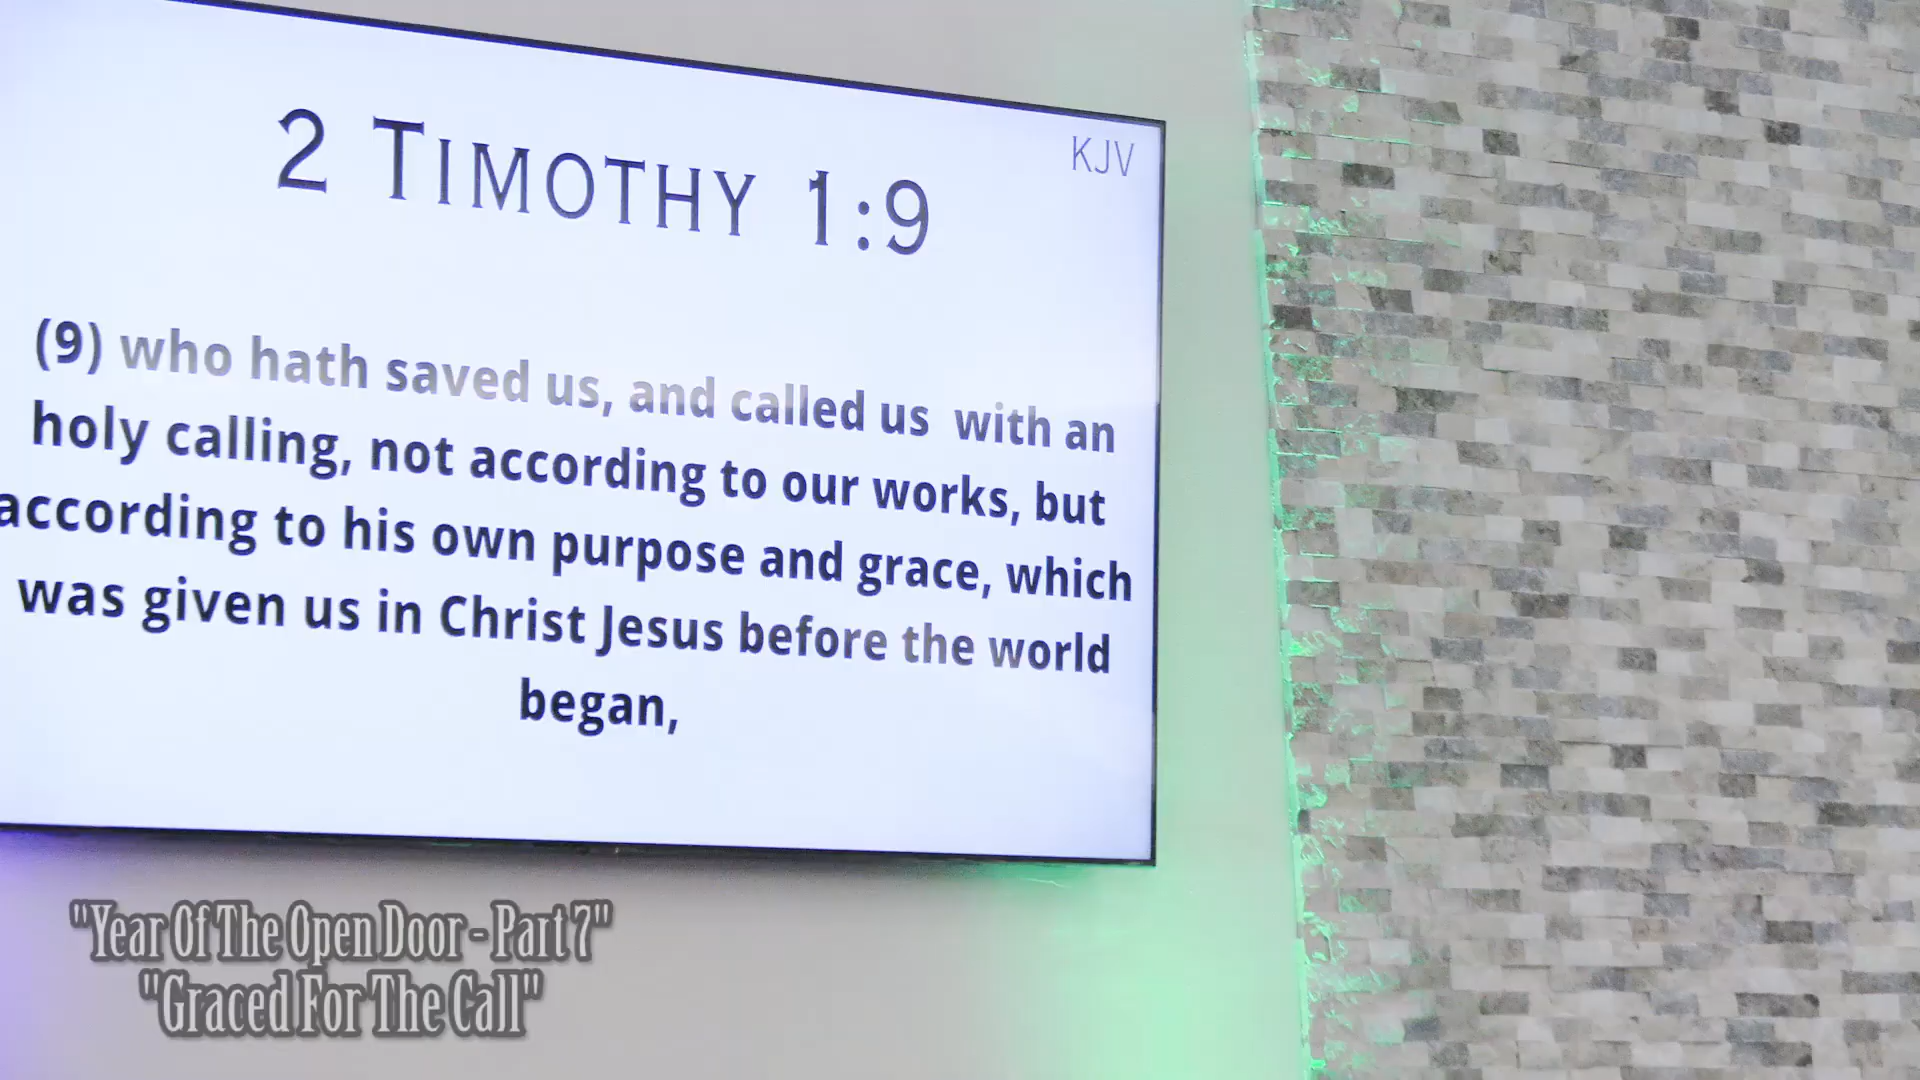 2 TIMOTHY 1:9
KJV
(9) who hath saved us, and called us with an
holy calling, not according to our works, but
according to his own purpose and grace, which
was given us in Christ Jesus before the world
began,
"Year Of The Open Door - Part 7"
"Graced For The Call"